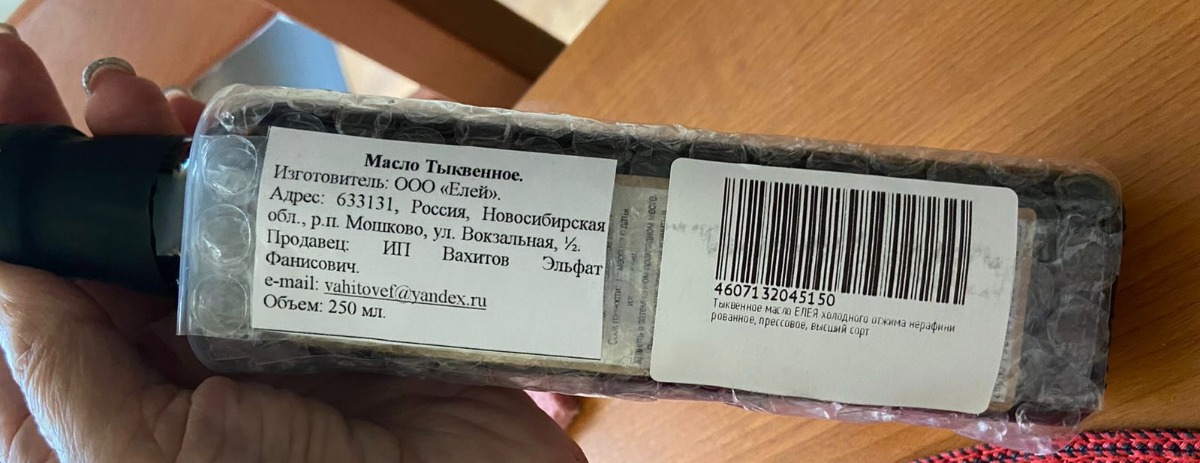 Масло Тыквенное.
Изготовитель: ООО «Елей».
Адрес: 633131, Россия, Новосибирская
обл., р.п. Мошково, ул. Вокзальная, ½.
Продавец: ИП Вахитов Эльфат
Фанисович.
e-mail: vahitovef@yandex.ru
Объем: 250 мл.
4607132045150
Тыквенное масло ЕЛЕЯ холодного отжима нерафини
рованное, прессовое, высший сорт